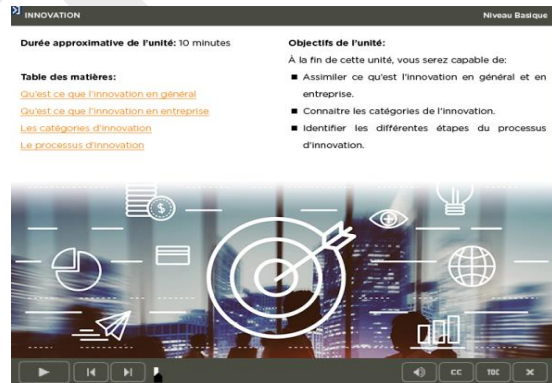 INNOVATION
Niveau Basique
Durée approximative de l'unité: 10 minutes
Table des matières:
Qu'est ce que l'innovation en général
Qu'est ce que l'innovation en entreprise
Les catégories d'innovation
Le processus d'innovation
Objectifs de l'unité:
À la fin de cette unité, vous serez capable de:
■ Assimiler ce qu'est l'innovation en général et en
entreprise.
■ Connaitre les catégories de l'innovation.
■ Identifier les différentes étapes du processus
d'innovation.
$
CC
TOC